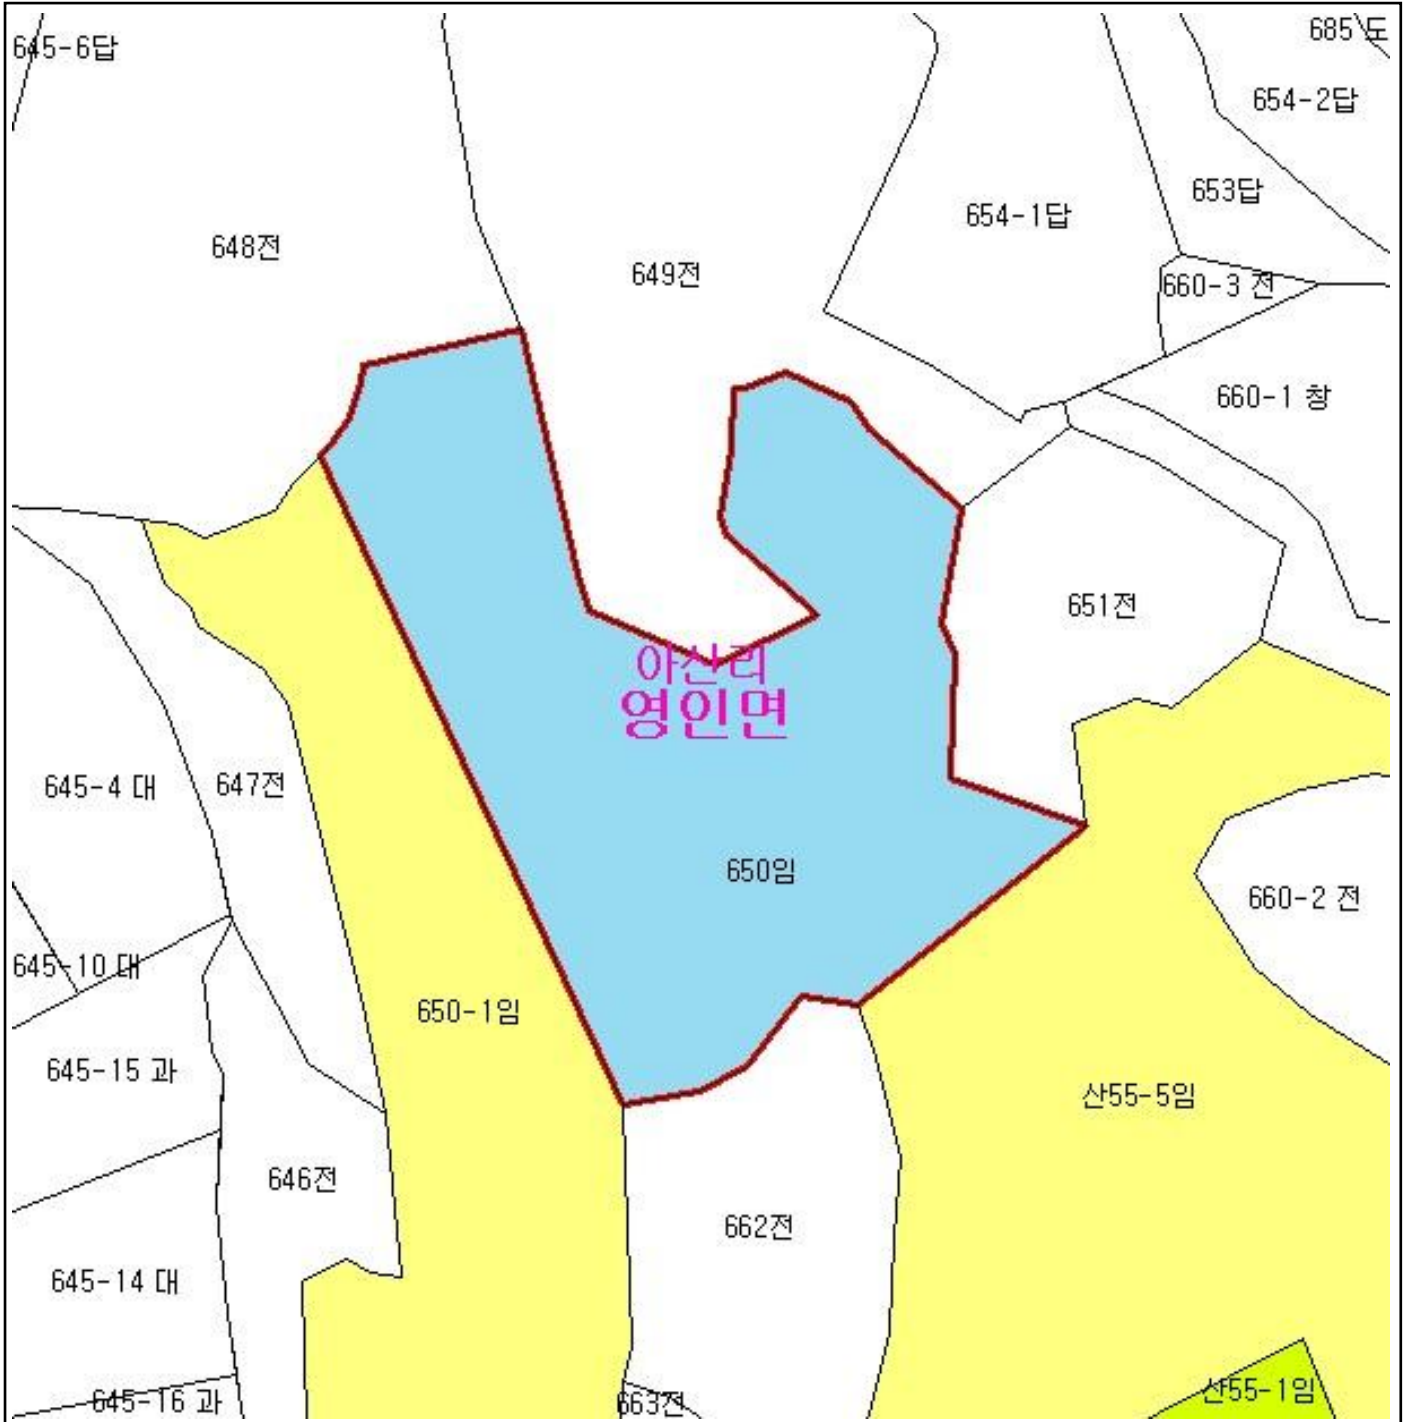 645-6답
685 도
654-2답
653답
654-1답
648전
649전
660-3 전
660-1 창
651전
아산리
영인면
645-4 대
647전
650임
660-2 전
645-10 대
650-1임
645-15 과
산55-5임
646전
662전
645-14 대
645-16 과
663전
산55-1임